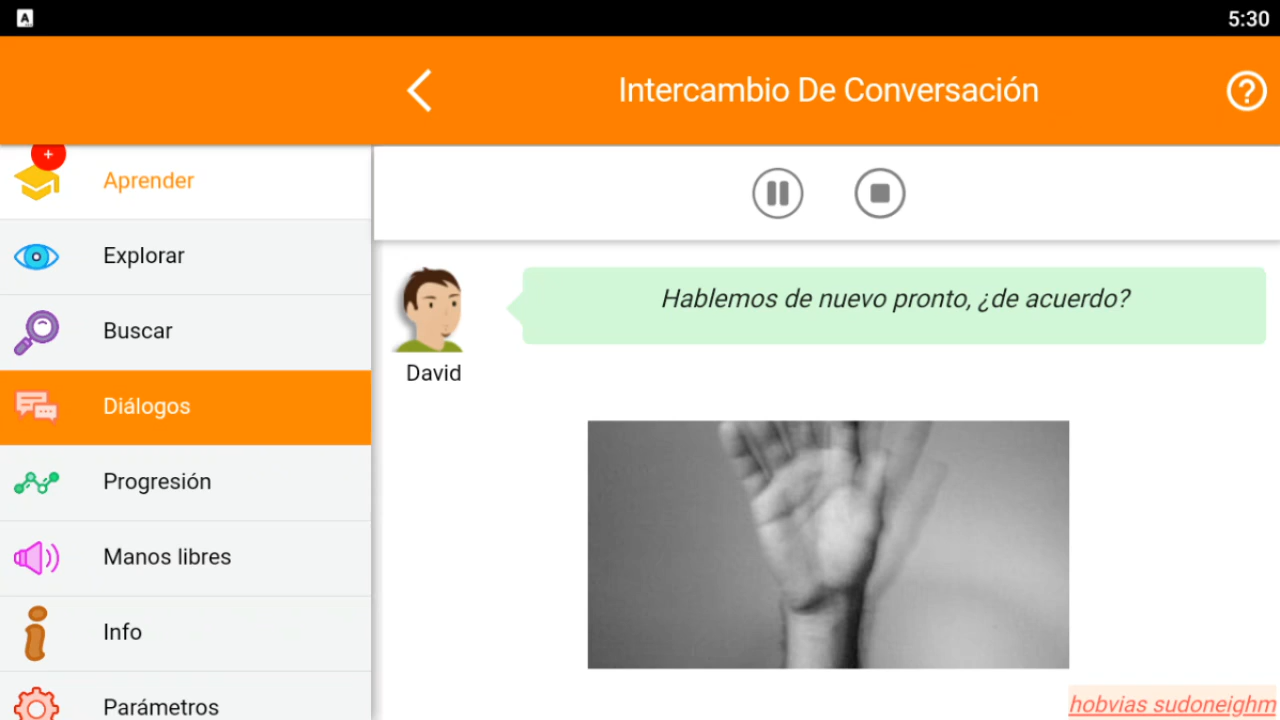 5:30
Intercambio De Conversación
Aprender
Explorar
Buscar
Diálogos
Progresión
Manos libres
Info
Parámetros
Hablemos de nuevo pronto, ¿de acuerdo?
David
hobvias sudoneighm